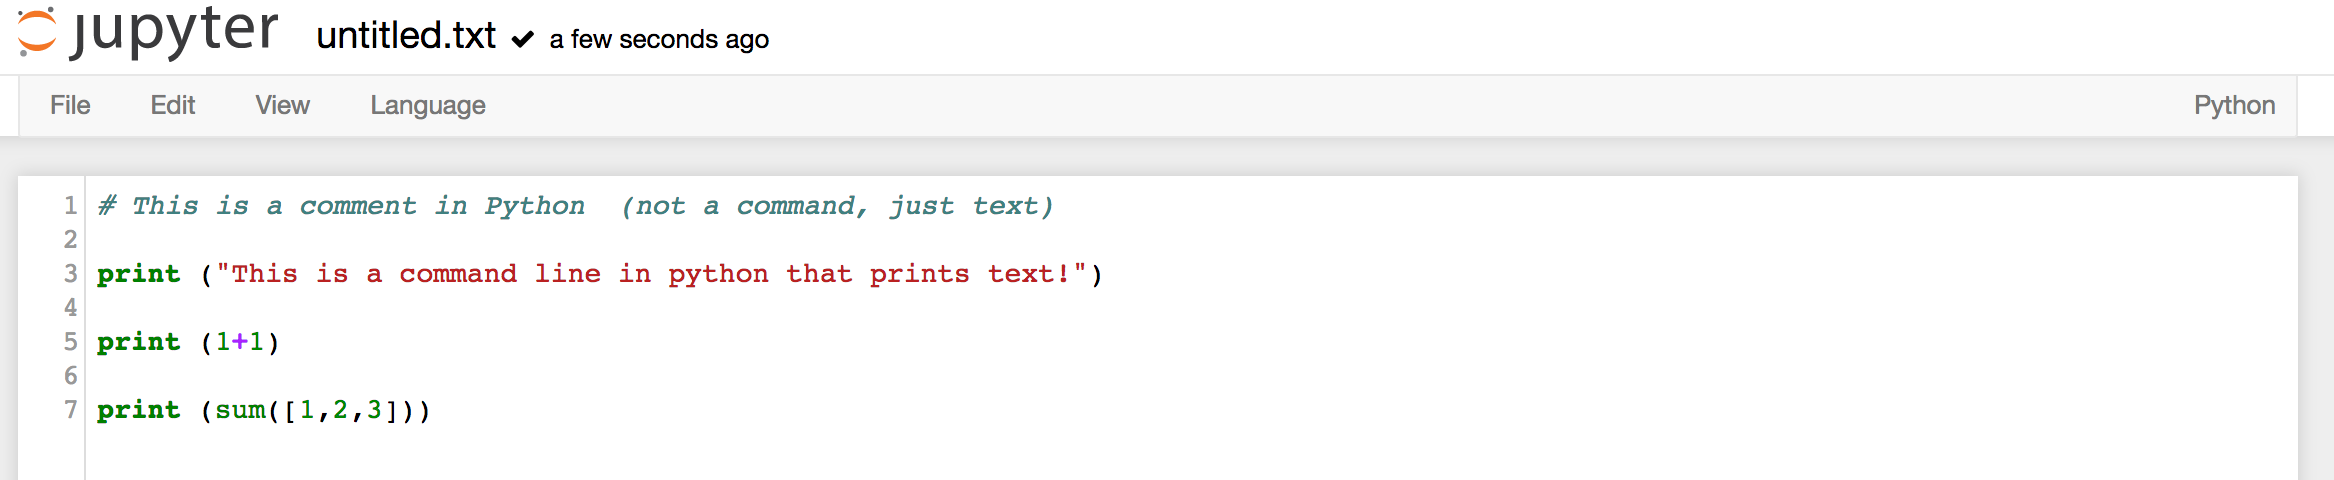 jupyter untitled.txt ✔ a few seconds ago
File Edit View Language Python
1 # This is a comment in Python  (not a command, just text)
2
3 print ("This is a command line in python that prints text!")
4
5 print (1+1)
6
7 print (sum([1,2,3]))